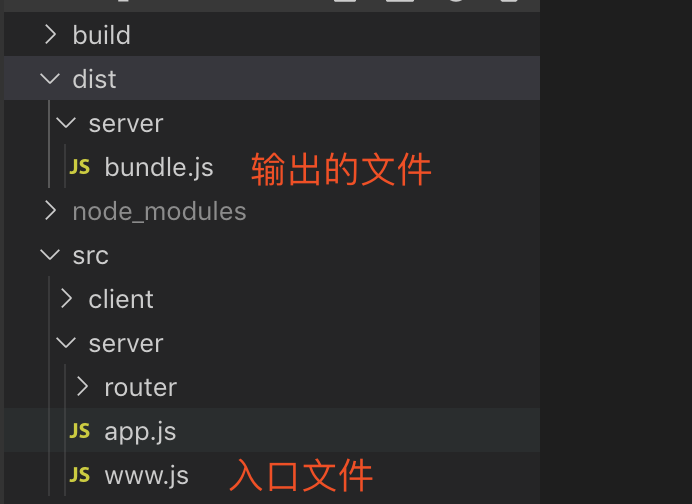 build
dist
server
JS bundle.js 输出的文件
node_modules
src
client
server
router
JS app.js
JS www.js 入口文件